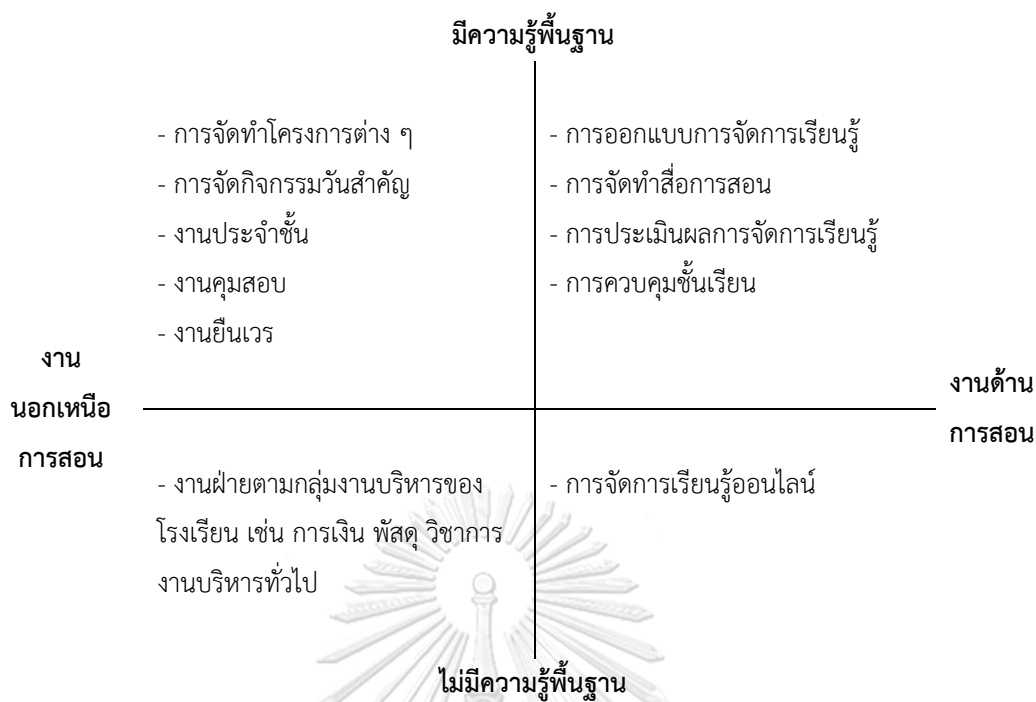 มีความรู้พื้นฐาน
- การจัดทำโครงการต่าง ๆ
- การจัดกิจกรรมวันสำคัญ
- งานประจำชั้น
- งานคุมสอบ
- งานยืนเวร
- การออกแบบการจัดการเรียนรู้
- การจัดทำสื่อการสอน
- การประเมินผลการจัดการเรียนรู้
- การควบคุมชั้นเรียน
งาน
นอกเหนือ
การสอน
งานด้าน
การสอน
- งานฝ่ายตามกลุ่มงานบริหารของ
โรงเรียน เช่น การเงิน พัสดุ วิชาการ
งานบริหารทั่วไป
- การจัดการเรียนรู้ออนไลน์
ไม่มีความรู้พื้นฐาน